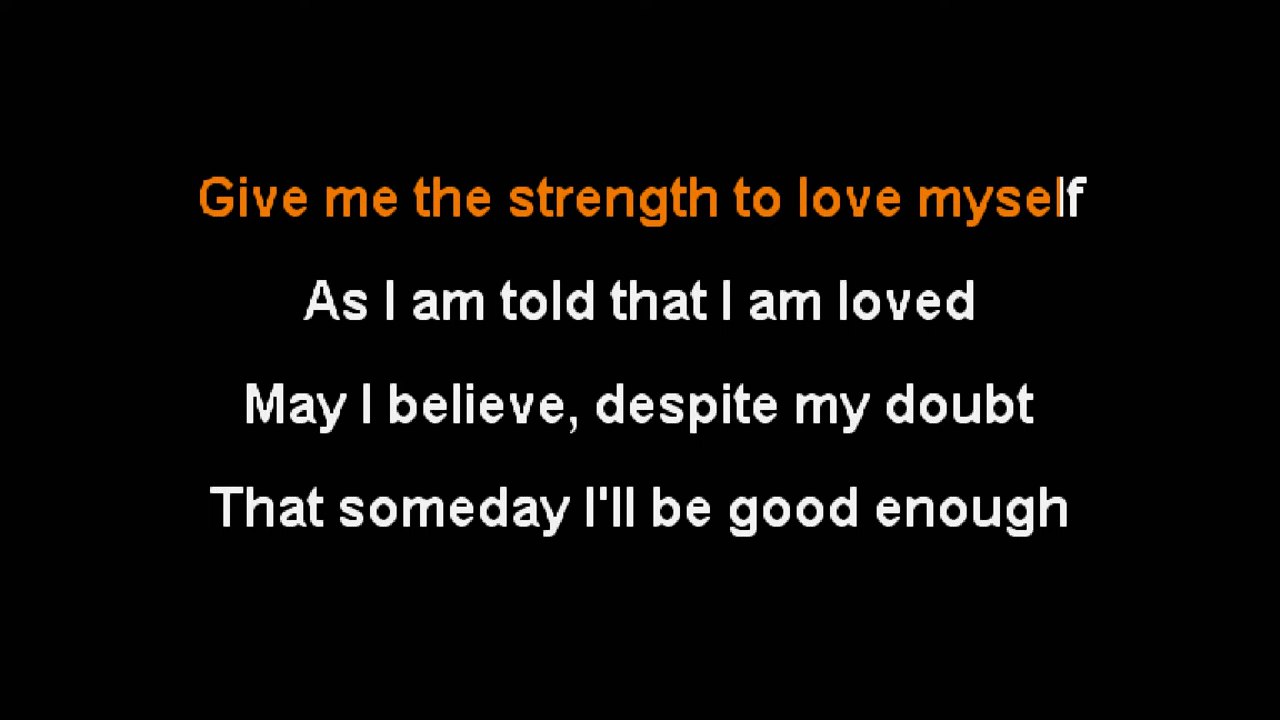 Give me the strength to love myself
As I am told that I am loved
May I believe, despite my doubt
That someday I'll be good enough